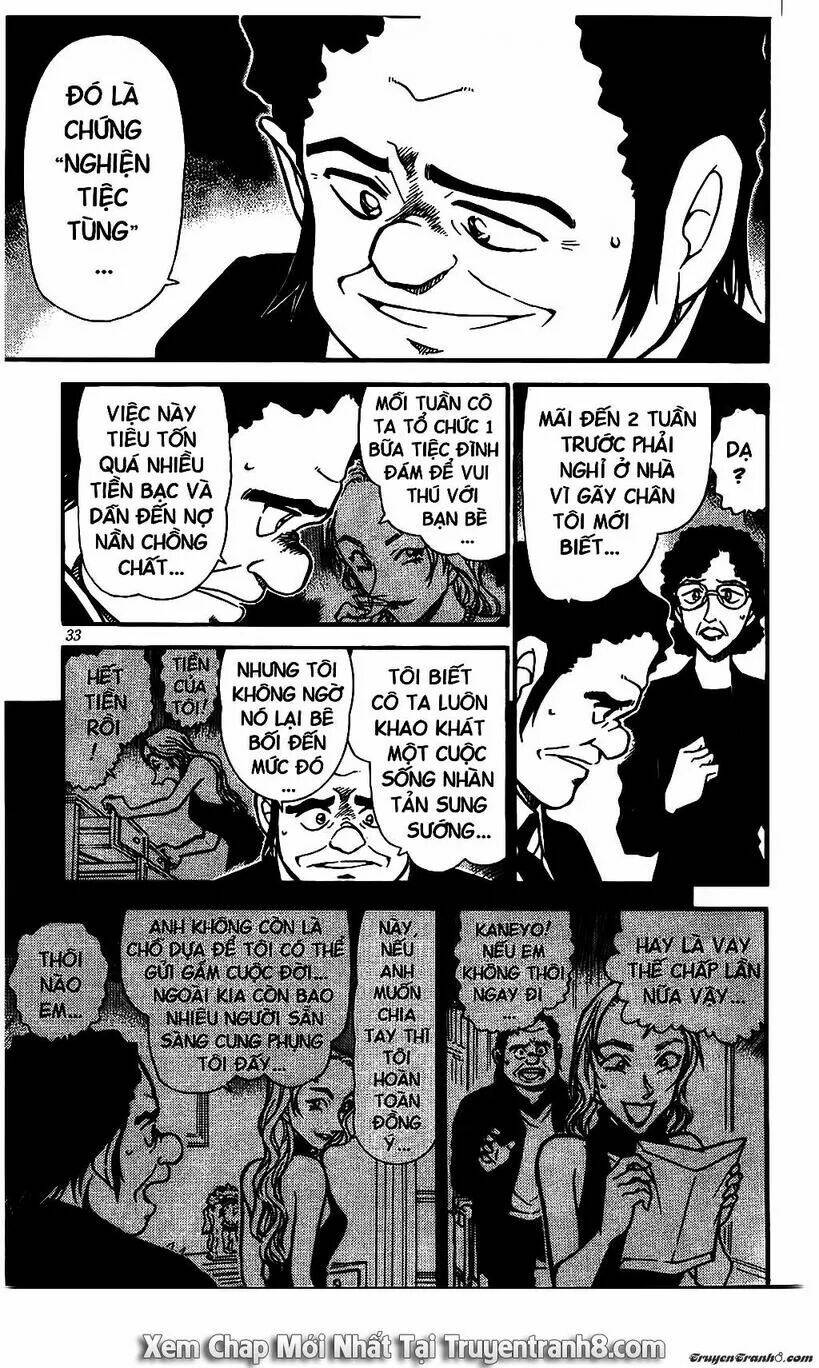 ĐÓ LÀ
CHỨNG
"NGHIỆN
TIỆC
TÙNG"
...
DẠ
?
MÃI ĐẾN 2 TUẦN
TRƯỚC PHẢI
NGHỈ Ở NHÀ
VÌ GÃY CHÂN
TÔI MỚI
BIẾT...
MỖI TUẦN CÔ
TA TỔ CHỨC 1
BỮA TIỆC ĐÌNH
ĐÁM ĐỂ VUI
THÚ VỚI
BẠN BÈ
...
VIỆC NÀY
TIÊU TỐN
QUÁ NHIỀU
TIỀN BẠC VÀ
DẪN ĐẾN NỢ
NẦN CHỒNG
CHẤT...
33
TÔI BIẾT
CÔ TA LUÔN
KHAO KHÁT
MỘT CUỘC
SỐNG NHÀN
TẢN SUNG
SƯỚNG...
NHƯNG TÔI
KHÔNG NGỜ
NÓ LẠI BÊ
BỐI ĐẾN
MỨC ĐÓ
...
TIỀN
CỦA
TÔI!
HẾT
TIỀN
RỒI
!
HAY LÀ VAY
THẾ CHẤP LẦN
NỮA VẬY...
KANEYO!
NẾU EM
KHÔNG THÔI
NGAY ĐI
...
NÀY,
NẾU
ANH
MUỐN
CHIA
TAY THÌ
TÔI
HOÀN
TOÀN
ĐỒNG
Ý...
ANH KHÔNG CÒN LÀ
CHỖ DỰA ĐỂ TÔI CÓ THỂ
GỬI GẮM CUỘC ĐỜI...
NGOÀI KIA CÒN BAO
NHIÊU NGƯỜI SẴN
SÀNG CUNG PHỤNG
TÔI ĐẤY...
THÔI
NÀO
EM...
Xem Chap Mới Nhất Tại Truyentranh8.com
TruyenTranh8.com